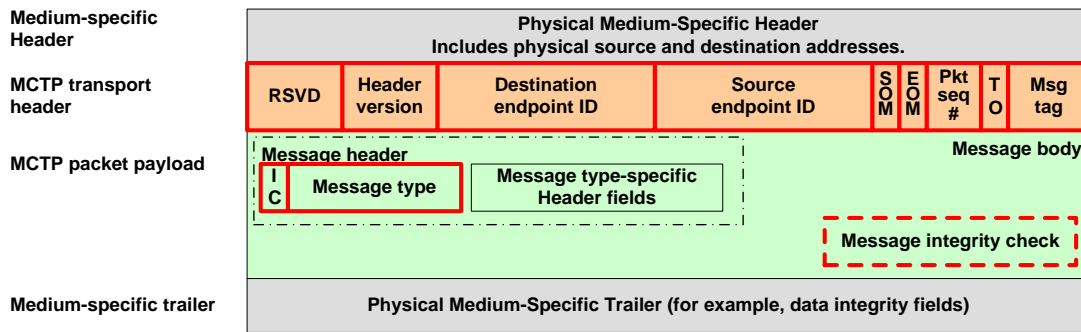 Medium-specific
Header
Physical Medium-Specific Header
Includes physical source and destination addresses.
MCTP transport
header
RSVD
Header
version
Destination
endpoint ID
Source
endpoint ID
S
O
M
E
O
M
Pkt
seq
#
T
O
Msg
tag
MCTP packet payload
Message header
Message body
I
C
Message type
Message type-specific
Header fields
Message integrity check
Medium-specific trailer
Physical Medium-Specific Trailer (for example, data integrity fields)